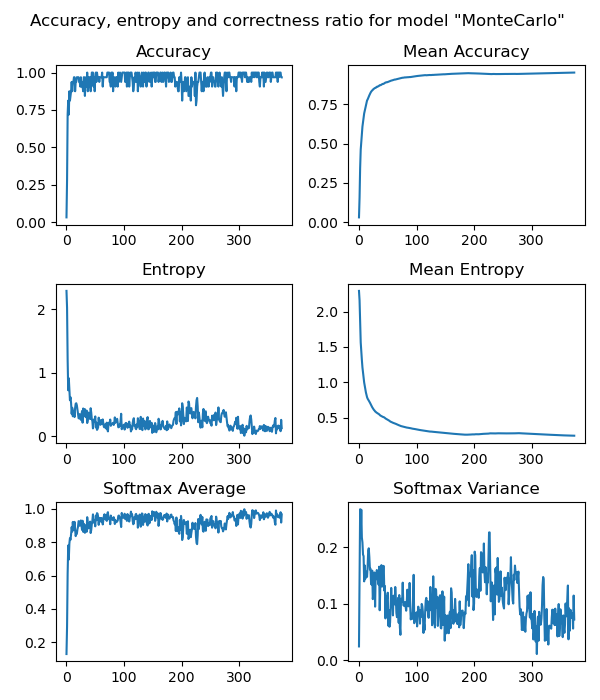 Accuracy, entropy and correctness ratio for model "MonteCarlo"
Accuracy
1.00
0.75
0.50
0.25
0.00
0 100 200 300
Mean Accuracy
0.75
0.50
0.25
0.00
0 100 200 300
Entropy
2
1
0
0 100 200 300
Mean Entropy
2.0
1.5
1.0
0.5
0 100 200 300
Softmax Average
1.0
0.8
0.6
0.4
0.2
0 100 200 300
Softmax Variance
0.2
0.1
0.0
0 100 200 300